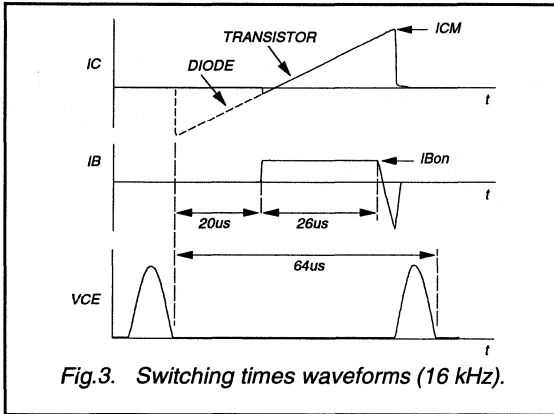 ICM
TRANSISTOR
IC
DIODE
t
IB
IBon
t
20us
26us
64us
VCE
t
Fig.3. Switching times waveforms (16 kHz).